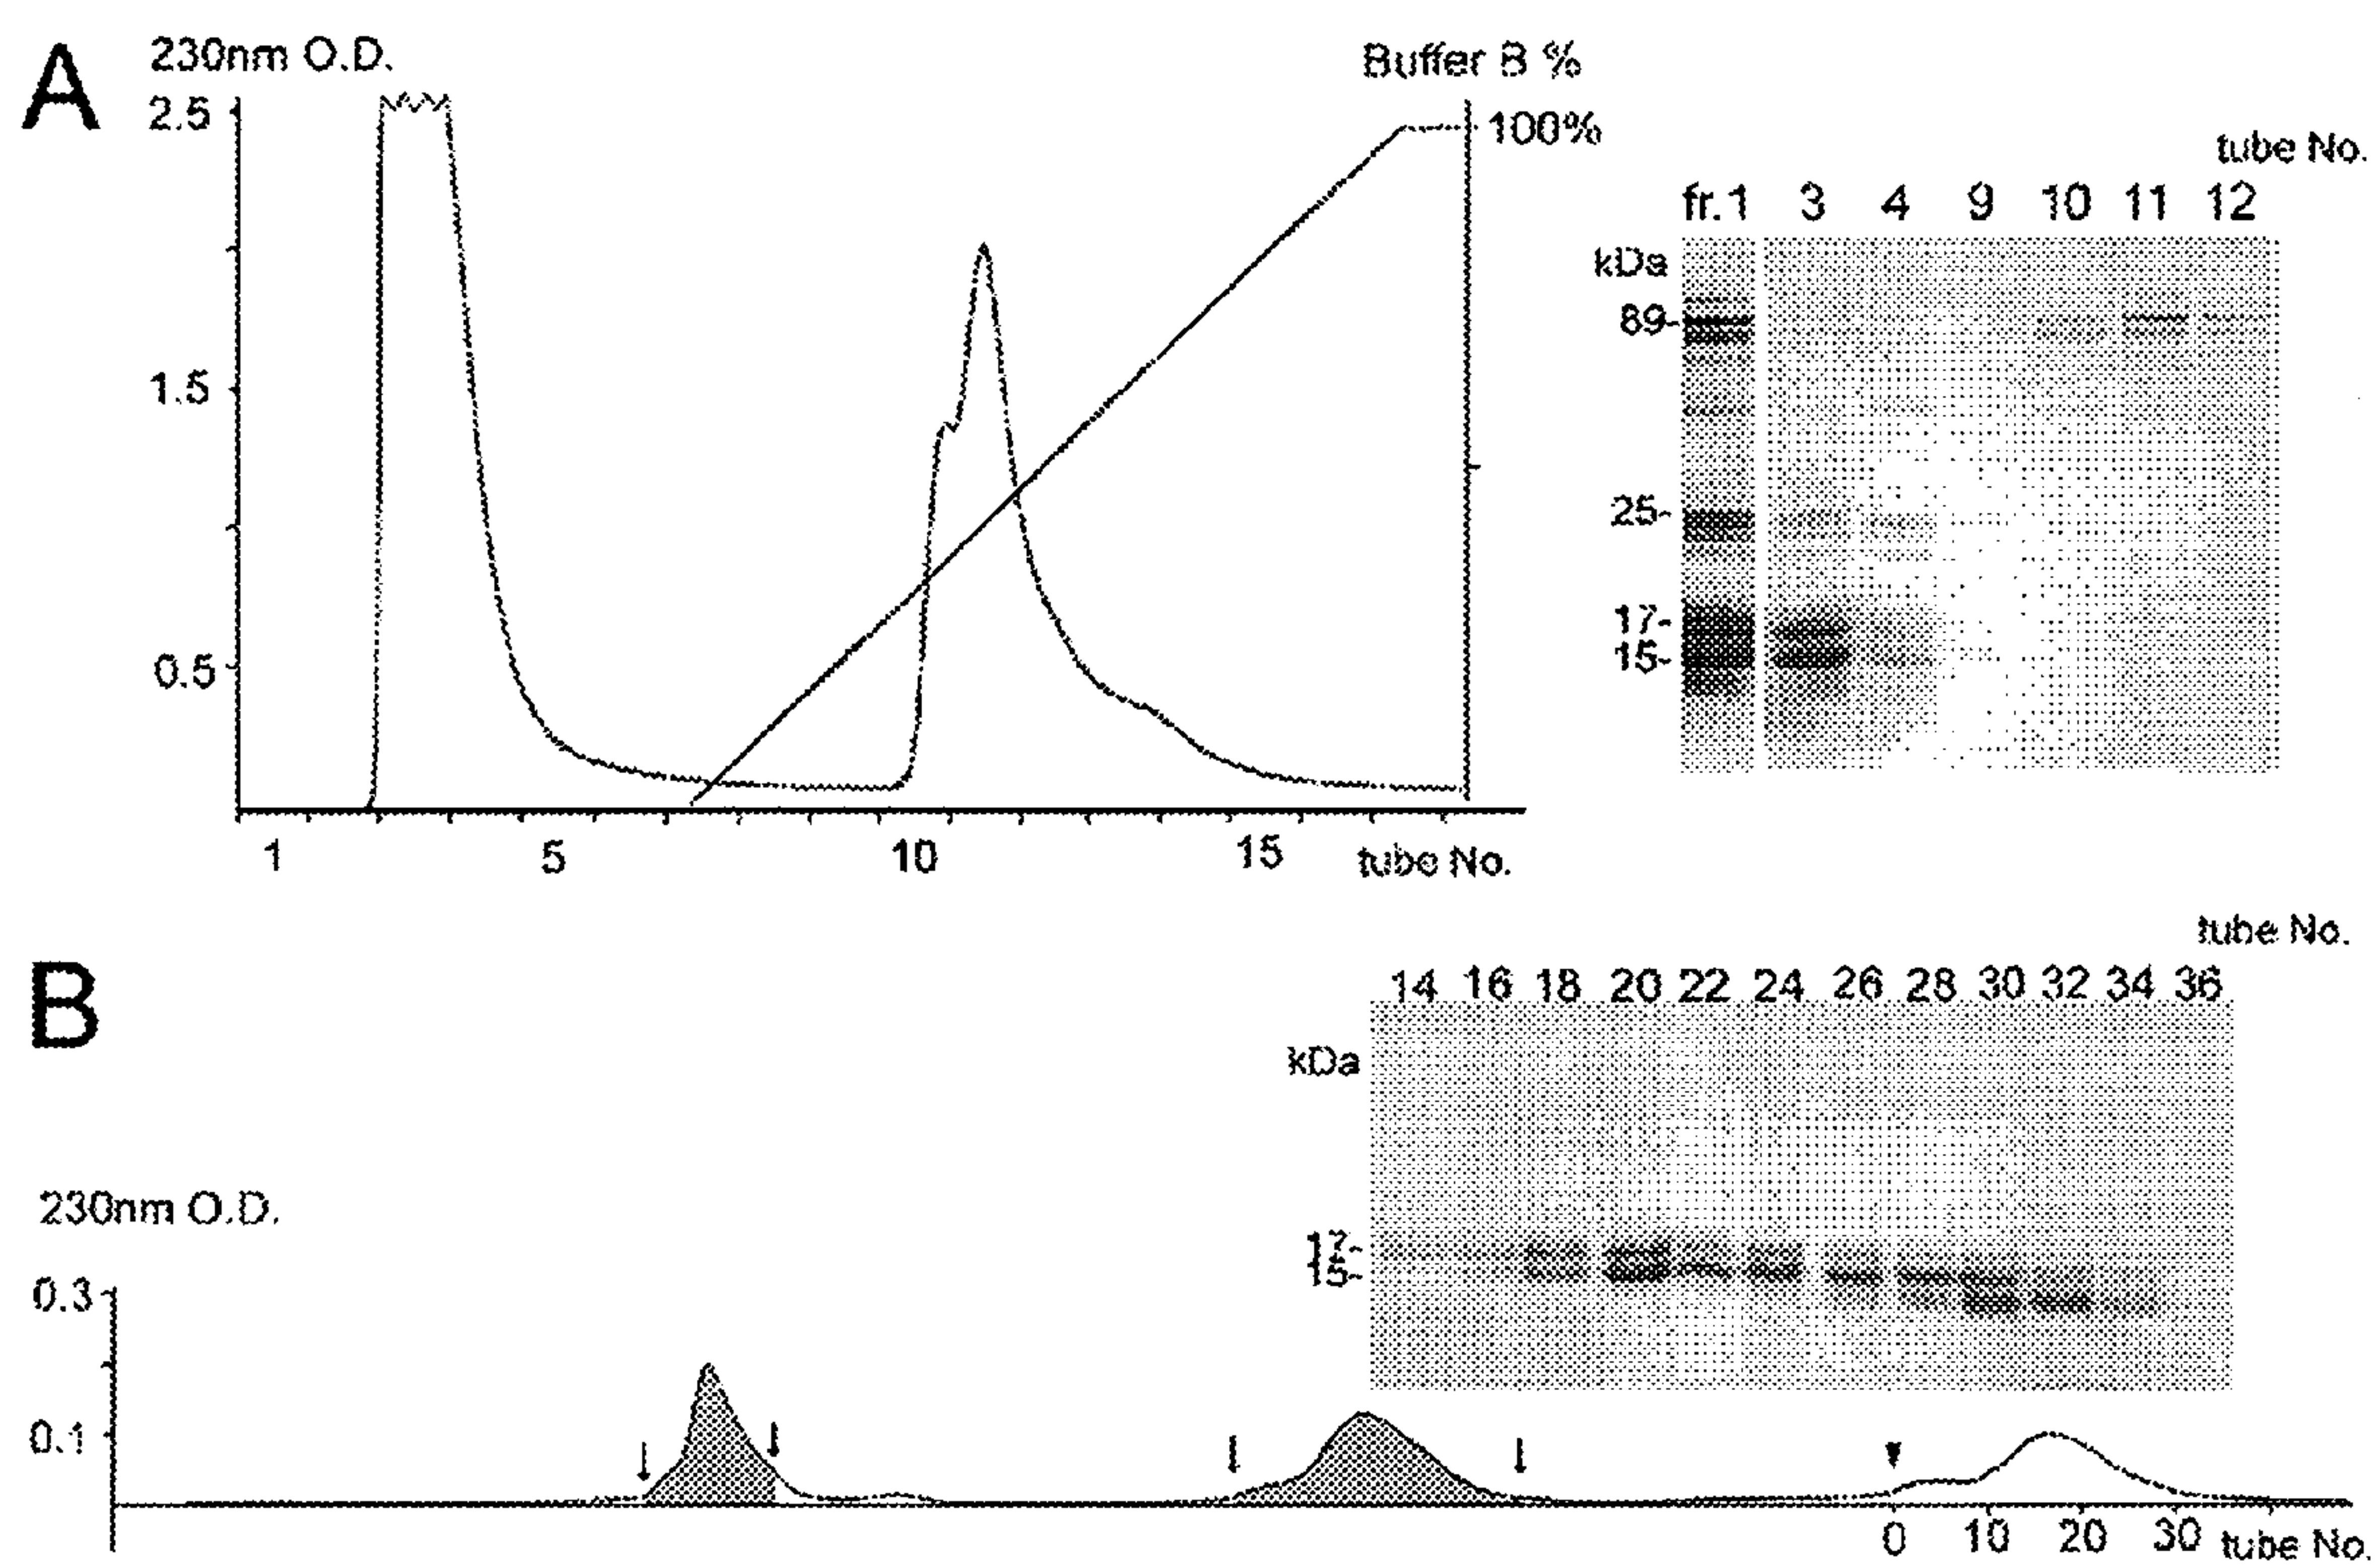 A
230nm O.D.
Buffer B %
2.5
100%
1.5
0.5
1 5 10 15 tube No.
tube No.
fr.1 3 4 9 10 11 12
kDa
89-
25-
17-
15-
B
tube No.
14 16 18 20 22 24 26 28 30 32 34 36
kDa
17-
15-
230nm O.D.
0.3
0.1
0 10 20 30 tube No.